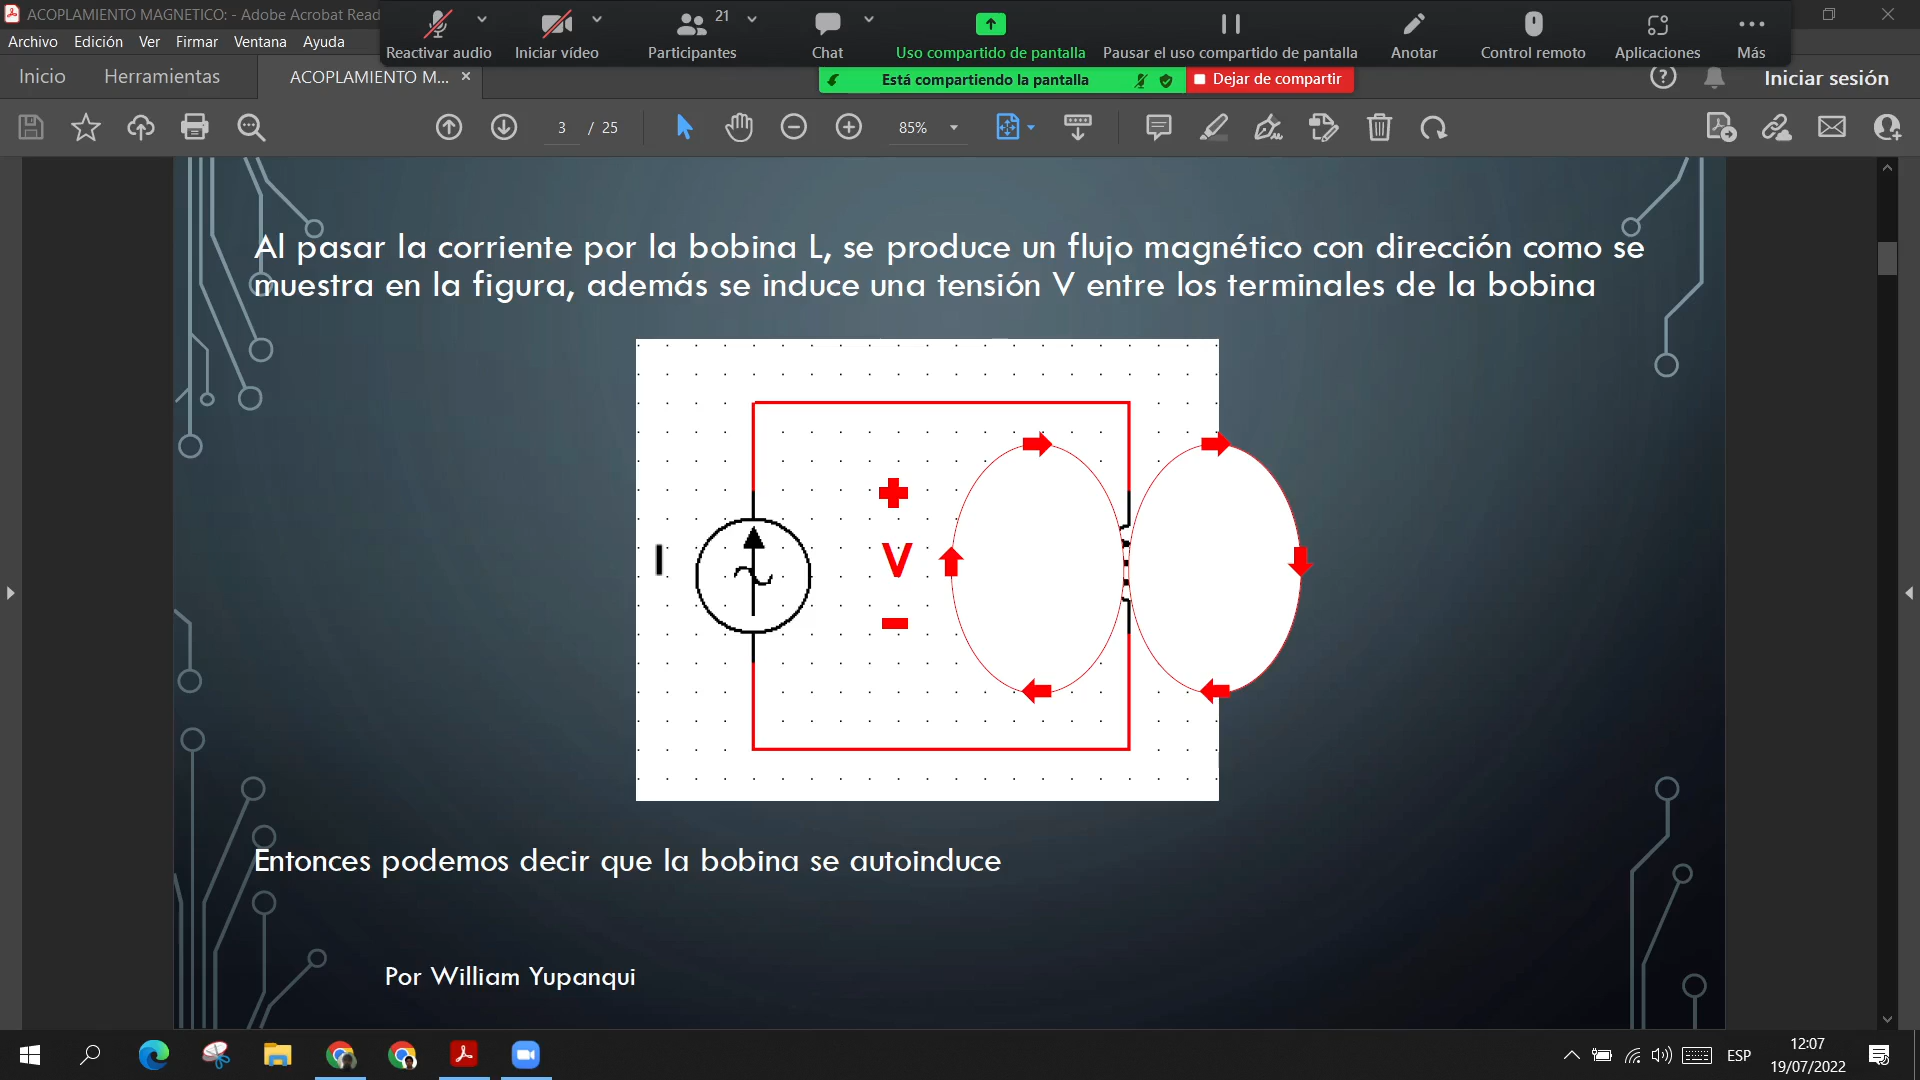 ACOPLAMIENTO MAGNETICO: - Adobe Acrobat Read
Archivo Edición Ver Firmar Ventana Ayuda
Reactivar audio Iniciar vídeo Participantes 21 Chat Uso compartido de pantalla Pausar el uso compartido de pantalla Anotar Control remoto Aplicaciones Más
Está compartiendo la pantalla Dejar de compartir
Inicio Herramientas ACOPLAMIENTO M... × Iniciar sesión
3 / 25 85%
Al pasar la corriente por la bobina L, se produce un flujo magnético con dirección como se
muestra en la figura, además se induce una tensión V entre los terminales de la bobina
+
I V
-
Entonces podemos decir que la bobina se autoinduce
Por William Yupanqui
ESP
12:07
19/07/2022